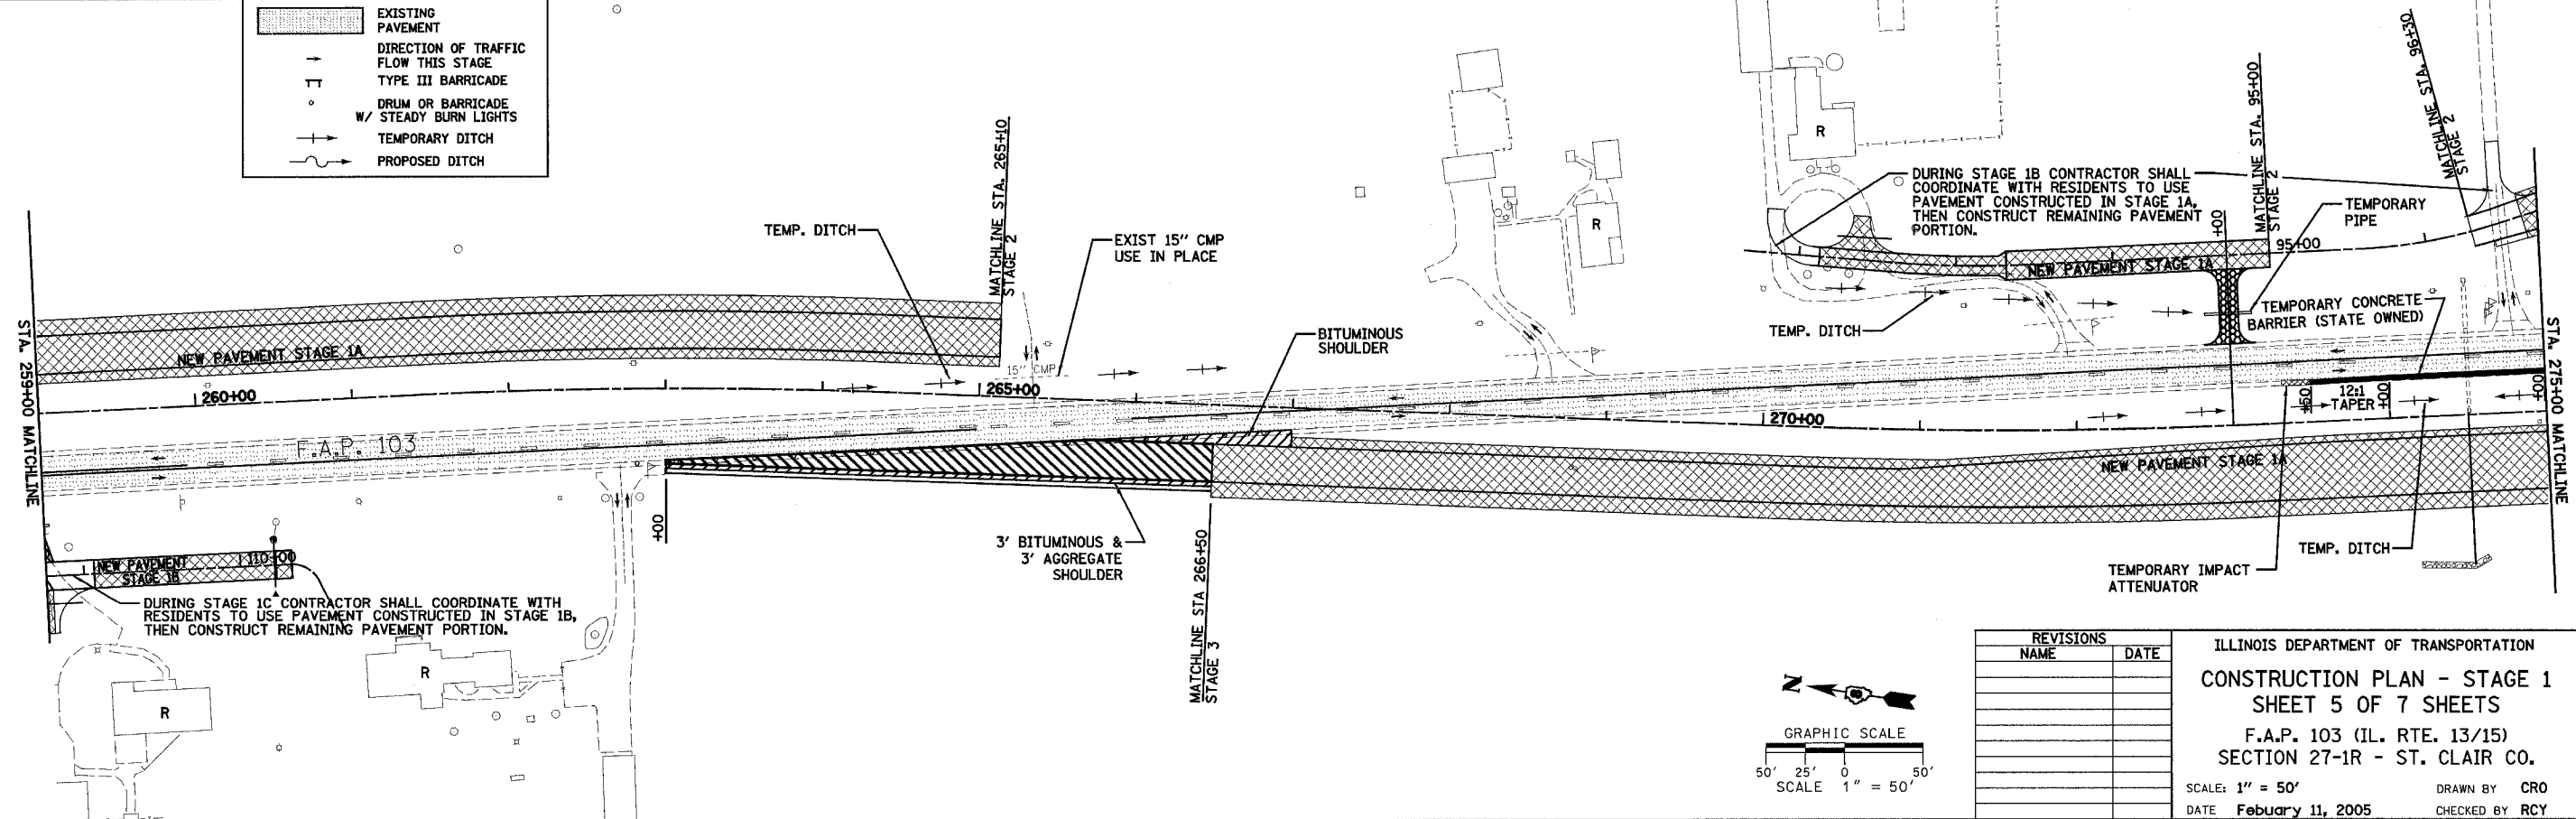 EXISTING
PAVEMENT
DIRECTION OF TRAFFIC
FLOW THIS STAGE
TYPE III BARRICADE
DRUM OR BARRICADE
W/ STEADY BURN LIGHTS
TEMPORARY DITCH
PROPOSED DITCH
STA. 259+00 MATCHLINE
NEW PAVEMENT STAGE 1A
260+00
F.A.P. 103
TEMP. DITCH
MATCHLINE STA. 265+10
STAGE 2
EXIST 15" CMP
USE IN PLACE
15" CMP
265+00
BITUMINOUS
SHOULDER
R
R
DURING STAGE 1B CONTRACTOR SHALL
COORDINATE WITH RESIDENTS TO USE
PAVEMENT CONSTRUCTED IN STAGE 1A,
THEN CONSTRUCT REMAINING PAVEMENT
PORTION.
NEW PAVEMENT STAGE 1A
TEMP. DITCH
+00
MATCHLINE STA. 95+00
STAGE 2
95+00
MATCHLINE STA. 96+30
STAGE 2
TEMPORARY
PIPE
TEMPORARY CONCRETE
BARRIER (STATE OWNED)
270+00
+50
12:1
TAPER
+00
+00
STA. 275+00 MATCHLINE
NEW PAVEMENT STAGE 1A
TEMP. DITCH
TEMPORARY IMPACT
ATTENUATOR
+00
3' BITUMINOUS &
3' AGGREGATE
SHOULDER
MATCHLINE STA 266+50
STAGE 3
NEW PAVEMENT
STAGE 1B
110+00
DURING STAGE 1C CONTRACTOR SHALL COORDINATE WITH
RESIDENTS TO USE PAVEMENT CONSTRUCTED IN STAGE 1B,
THEN CONSTRUCT REMAINING PAVEMENT PORTION.
R
R
N
GRAPHIC SCALE
50' 25' 0 50'
SCALE 1" = 50'
REVISIONS
NAME DATE
ILLINOIS DEPARTMENT OF TRANSPORTATION
CONSTRUCTION PLAN - STAGE 1
SHEET 5 OF 7 SHEETS
F.A.P. 103 (IL. RTE. 13/15)
SECTION 27-1R - ST. CLAIR CO.
SCALE: 1" = 50' DRAWN BY CRO
DATE Febuary 11, 2005 CHECKED BY RCY